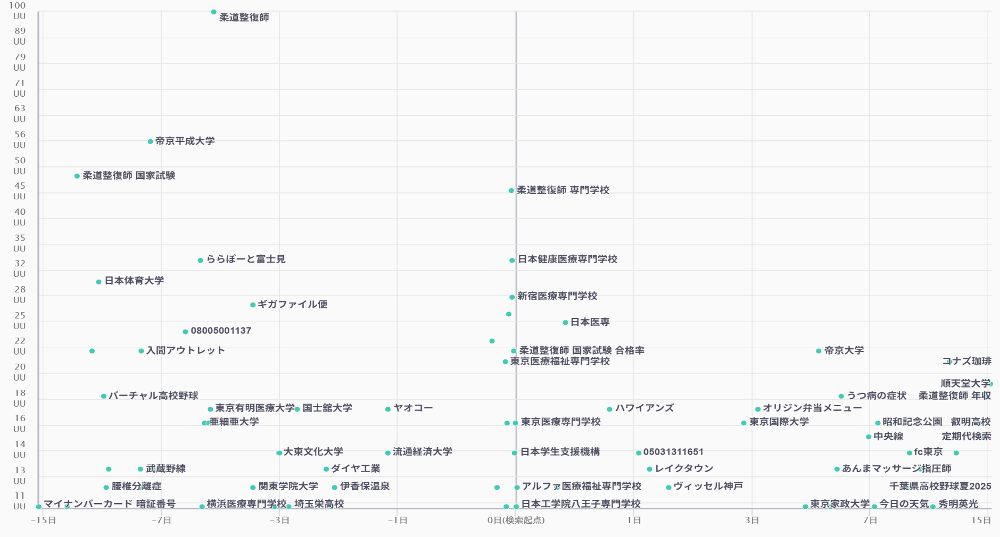 100
UU
柔道整復師
89
UU
79
UU
71
UU
63
UU
56
UU
帝京平成大学
50
UU
柔道整復師 国家試験
45
UU
柔道整復師 専門学校
40
UU
35
UU
32
UU
ららぽーと富士見
日本健康医療専門学校
日本体育大学
28
UU
新宿医療専門学校
ギガファイル便
25
UU
日本医専
08005001137
22
UU
入間アウトレット
柔道整復師 国家試験 合格率
帝京大学
東京医療福祉専門学校
コナズ珈琲
20
UU
順天堂大学
18
UU
バーチャル高校野球
うつ病の症状
柔道整復師 年収
東京有明医療大学
国士舘大学
ヤオコー
ハワイアンズ
オリジン弁当メニュー
16
UU
亜細亜大学
東京医療専門学校
東京国際大学
昭和記念公園
叡明高校
中央線
定期代検索
14
UU
大東文化大学
流通経済大学
日本学生支援機構
05031311651
fc東京
13
UU
武蔵野線
ダイヤ工業
レイクタウン
あんまマッサージ指圧師
腰椎分離症
関東学院大学
伊香保温泉
アルファ医療福祉専門学校
ヴィッセル神戸
千葉県高校野球夏2025
11
UU
マイナンバーカード 暗証番号
横浜医療専門学校
埼玉栄高校
日本工学院八王子専門学校
東京家政大学
今日の天気
秀明英光
-15日
-7日
-3日
-1日
0日(検索起点)
1日
3日
7日
15日